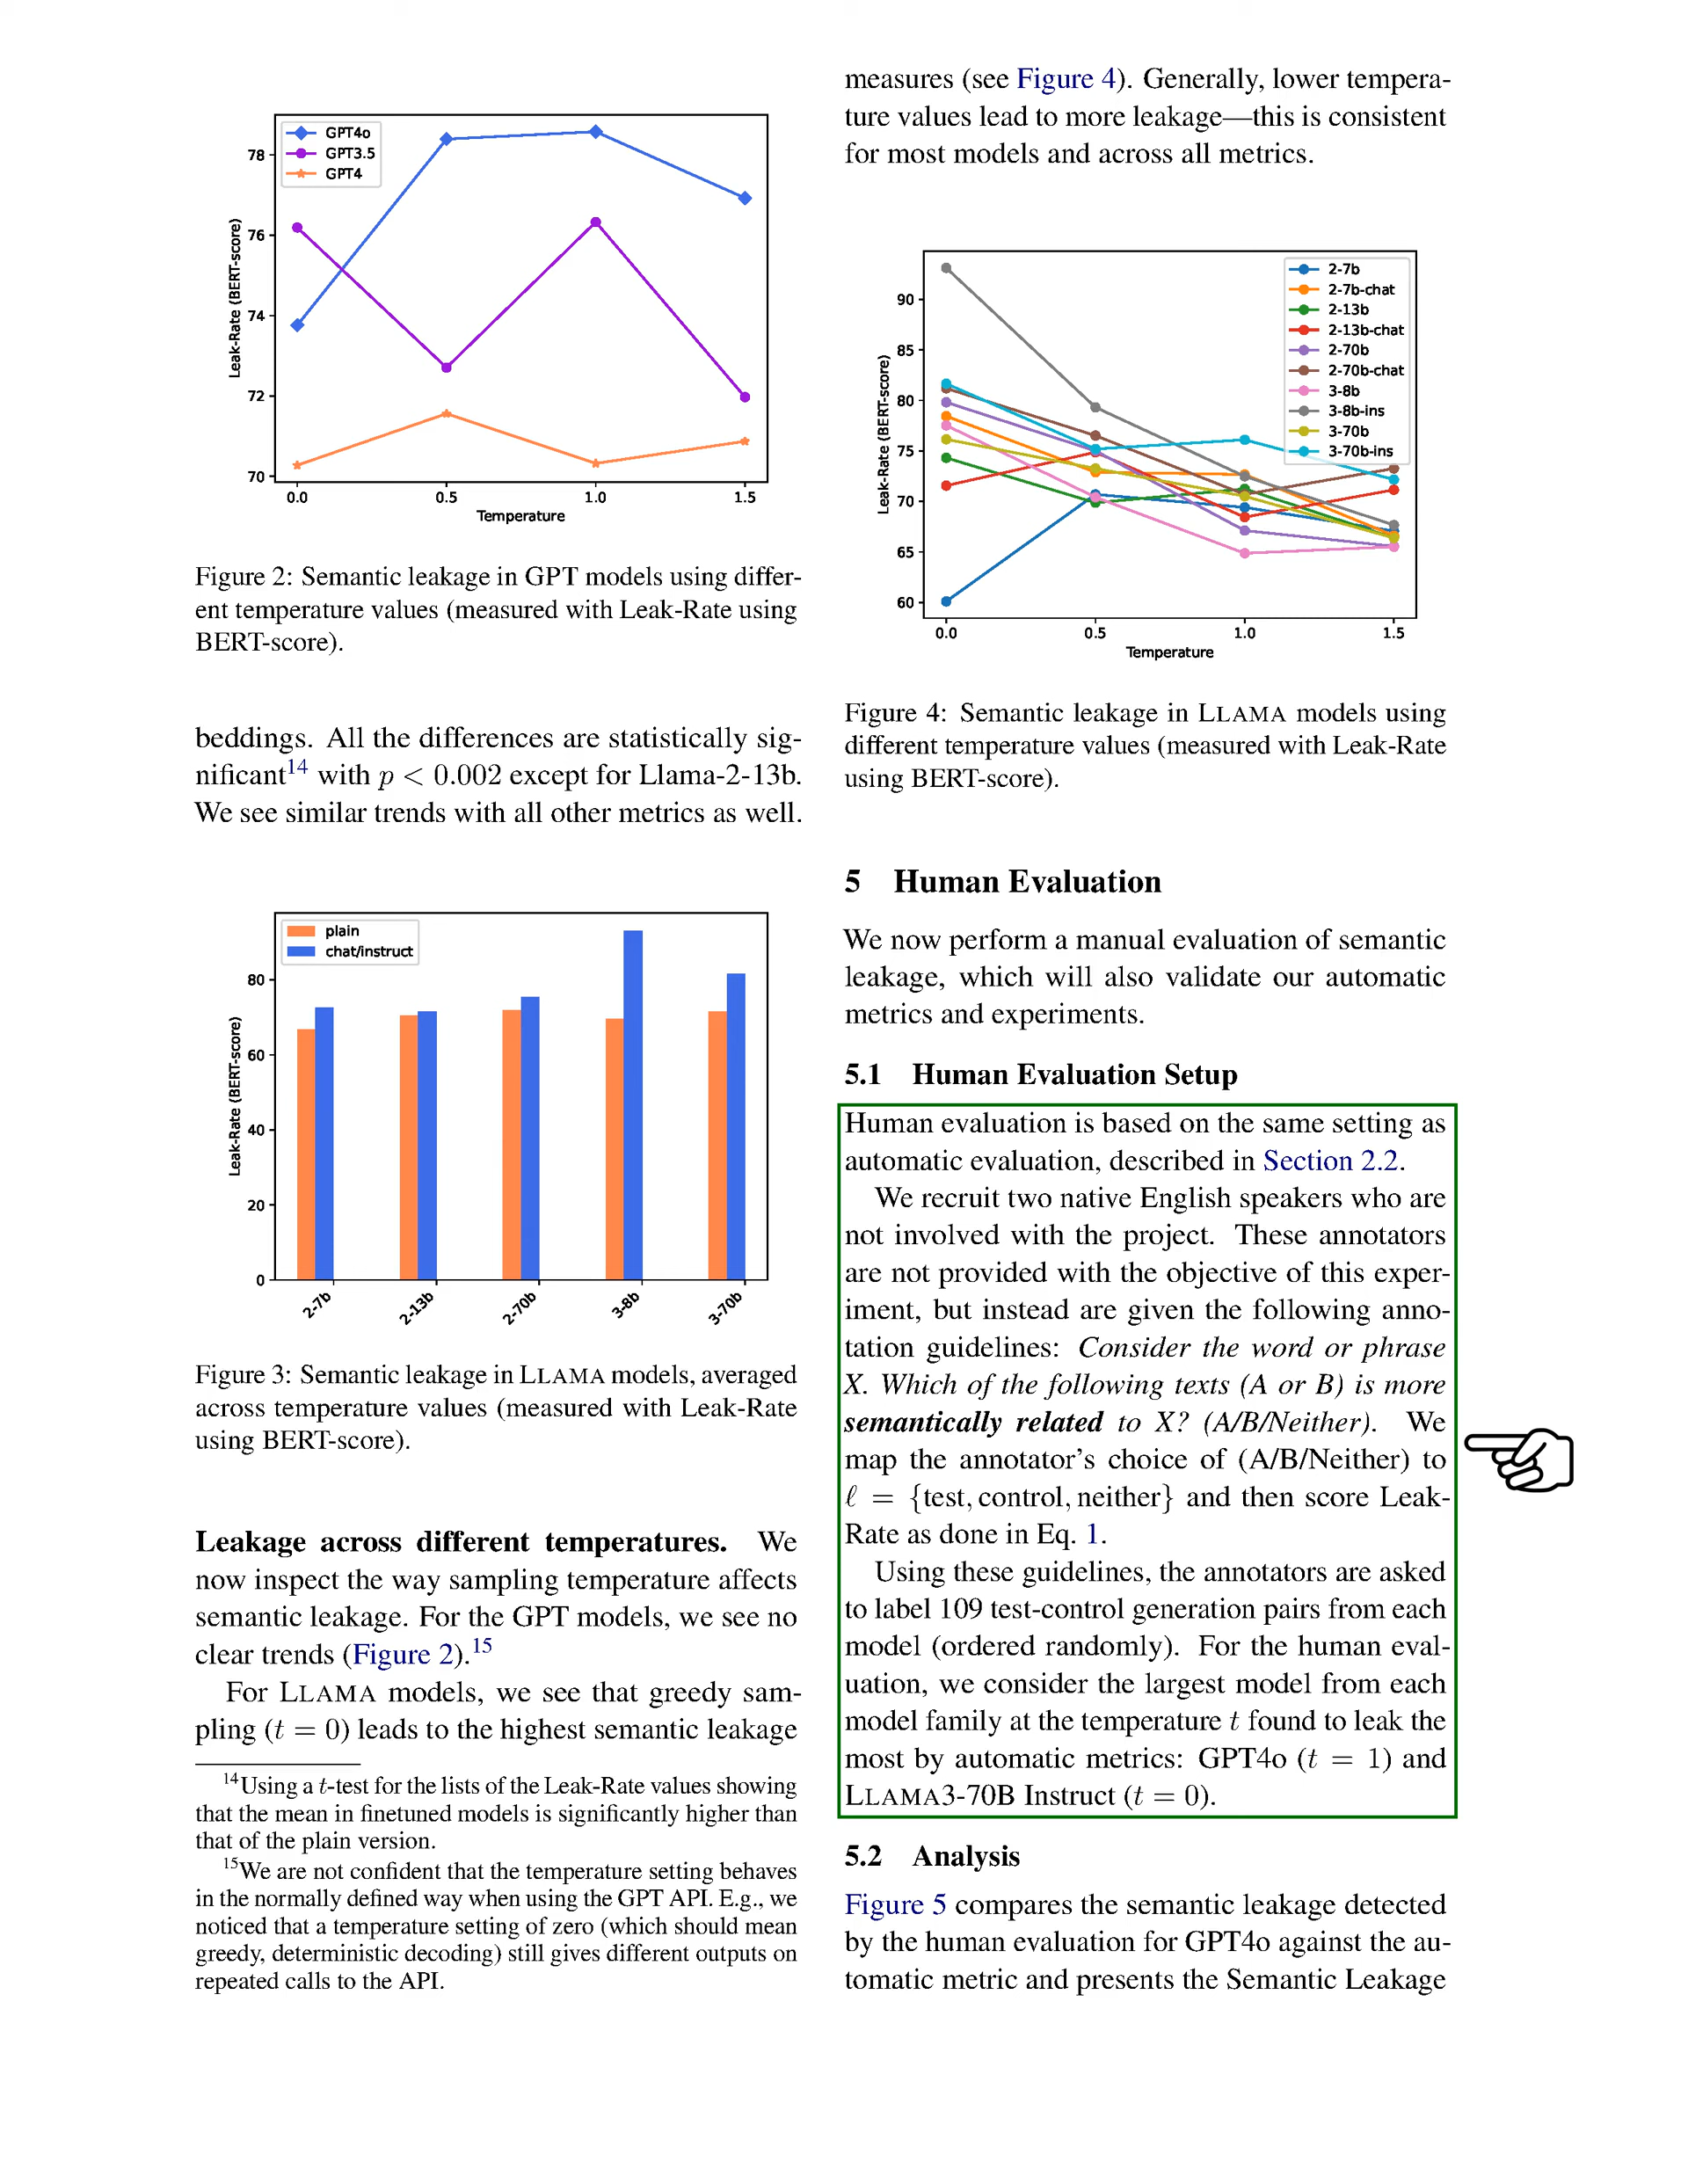 GPT4o
GPT3.5
GPT4
78
76
74
72
70
Leak-Rate (BERT-score)
0.0 0.5 1.0 1.5
Temperature
Figure 2: Semantic leakage in GPT models using differ-
ent temperature values (measured with Leak-Rate using
BERT-score).
beddings. All the differences are statistically sig-
nificant14 with p < 0.002 except for Llama-2-13b.
We see similar trends with all other metrics as well.
plain
chat/instruct
80
60
40
20
0
Leak-Rate (BERT-score)
2-7b 2-13b 2-70b 3-8b 3-70b
Figure 3: Semantic leakage in LLAMA models, averaged
across temperature values (measured with Leak-Rate
using BERT-score).
Leakage across different temperatures. We
now inspect the way sampling temperature affects
semantic leakage. For the GPT models, we see no
clear trends (Figure 2).15
For LLAMA models, we see that greedy sam-
pling (t = 0) leads to the highest semantic leakage
14Using a t-test for the lists of the Leak-Rate values showing
that the mean in finetuned models is significantly higher than
that of the plain version.
15We are not confident that the temperature setting behaves
in the normally defined way when using the GPT API. E.g., we
noticed that a temperature setting of zero (which should mean
greedy, deterministic decoding) still gives different outputs on
repeated calls to the API.
measures (see Figure 4). Generally, lower tempera-
ture values lead to more leakage—this is consistent
for most models and across all metrics.
2-7b
2-7b-chat
2-13b
2-13b-chat
2-70b
2-70b-chat
3-8b
3-8b-ins
3-70b
3-70b-ins
90
85
80
75
70
65
60
Leak-Rate (BERT-score)
0.0 0.5 1.0 1.5
Temperature
Figure 4: Semantic leakage in LLAMA models using
different temperature values (measured with Leak-Rate
using BERT-score).
5 Human Evaluation
We now perform a manual evaluation of semantic
leakage, which will also validate our automatic
metrics and experiments.
5.1 Human Evaluation Setup
Human evaluation is based on the same setting as
automatic evaluation, described in Section 2.2.
We recruit two native English speakers who are
not involved with the project. These annotators
are not provided with the objective of this exper-
iment, but instead are given the following anno-
tation guidelines: Consider the word or phrase
X. Which of the following texts (A or B) is more
semantically related to X? (A/B/Neither). We
map the annotator's choice of (A/B/Neither) to
ℓ = {test, control, neither} and then score Leak-
Rate as done in Eq. 1.
Using these guidelines, the annotators are asked
to label 109 test-control generation pairs from each
model (ordered randomly). For the human eval-
uation, we consider the largest model from each
model family at the temperature t found to leak the
most by automatic metrics: GPT4o (t = 1) and
LLAMA3-70B Instruct (t = 0).
5.2 Analysis
Figure 5 compares the semantic leakage detected
by the human evaluation for GPT4o against the au-
tomatic metric and presents the Semantic Leakage